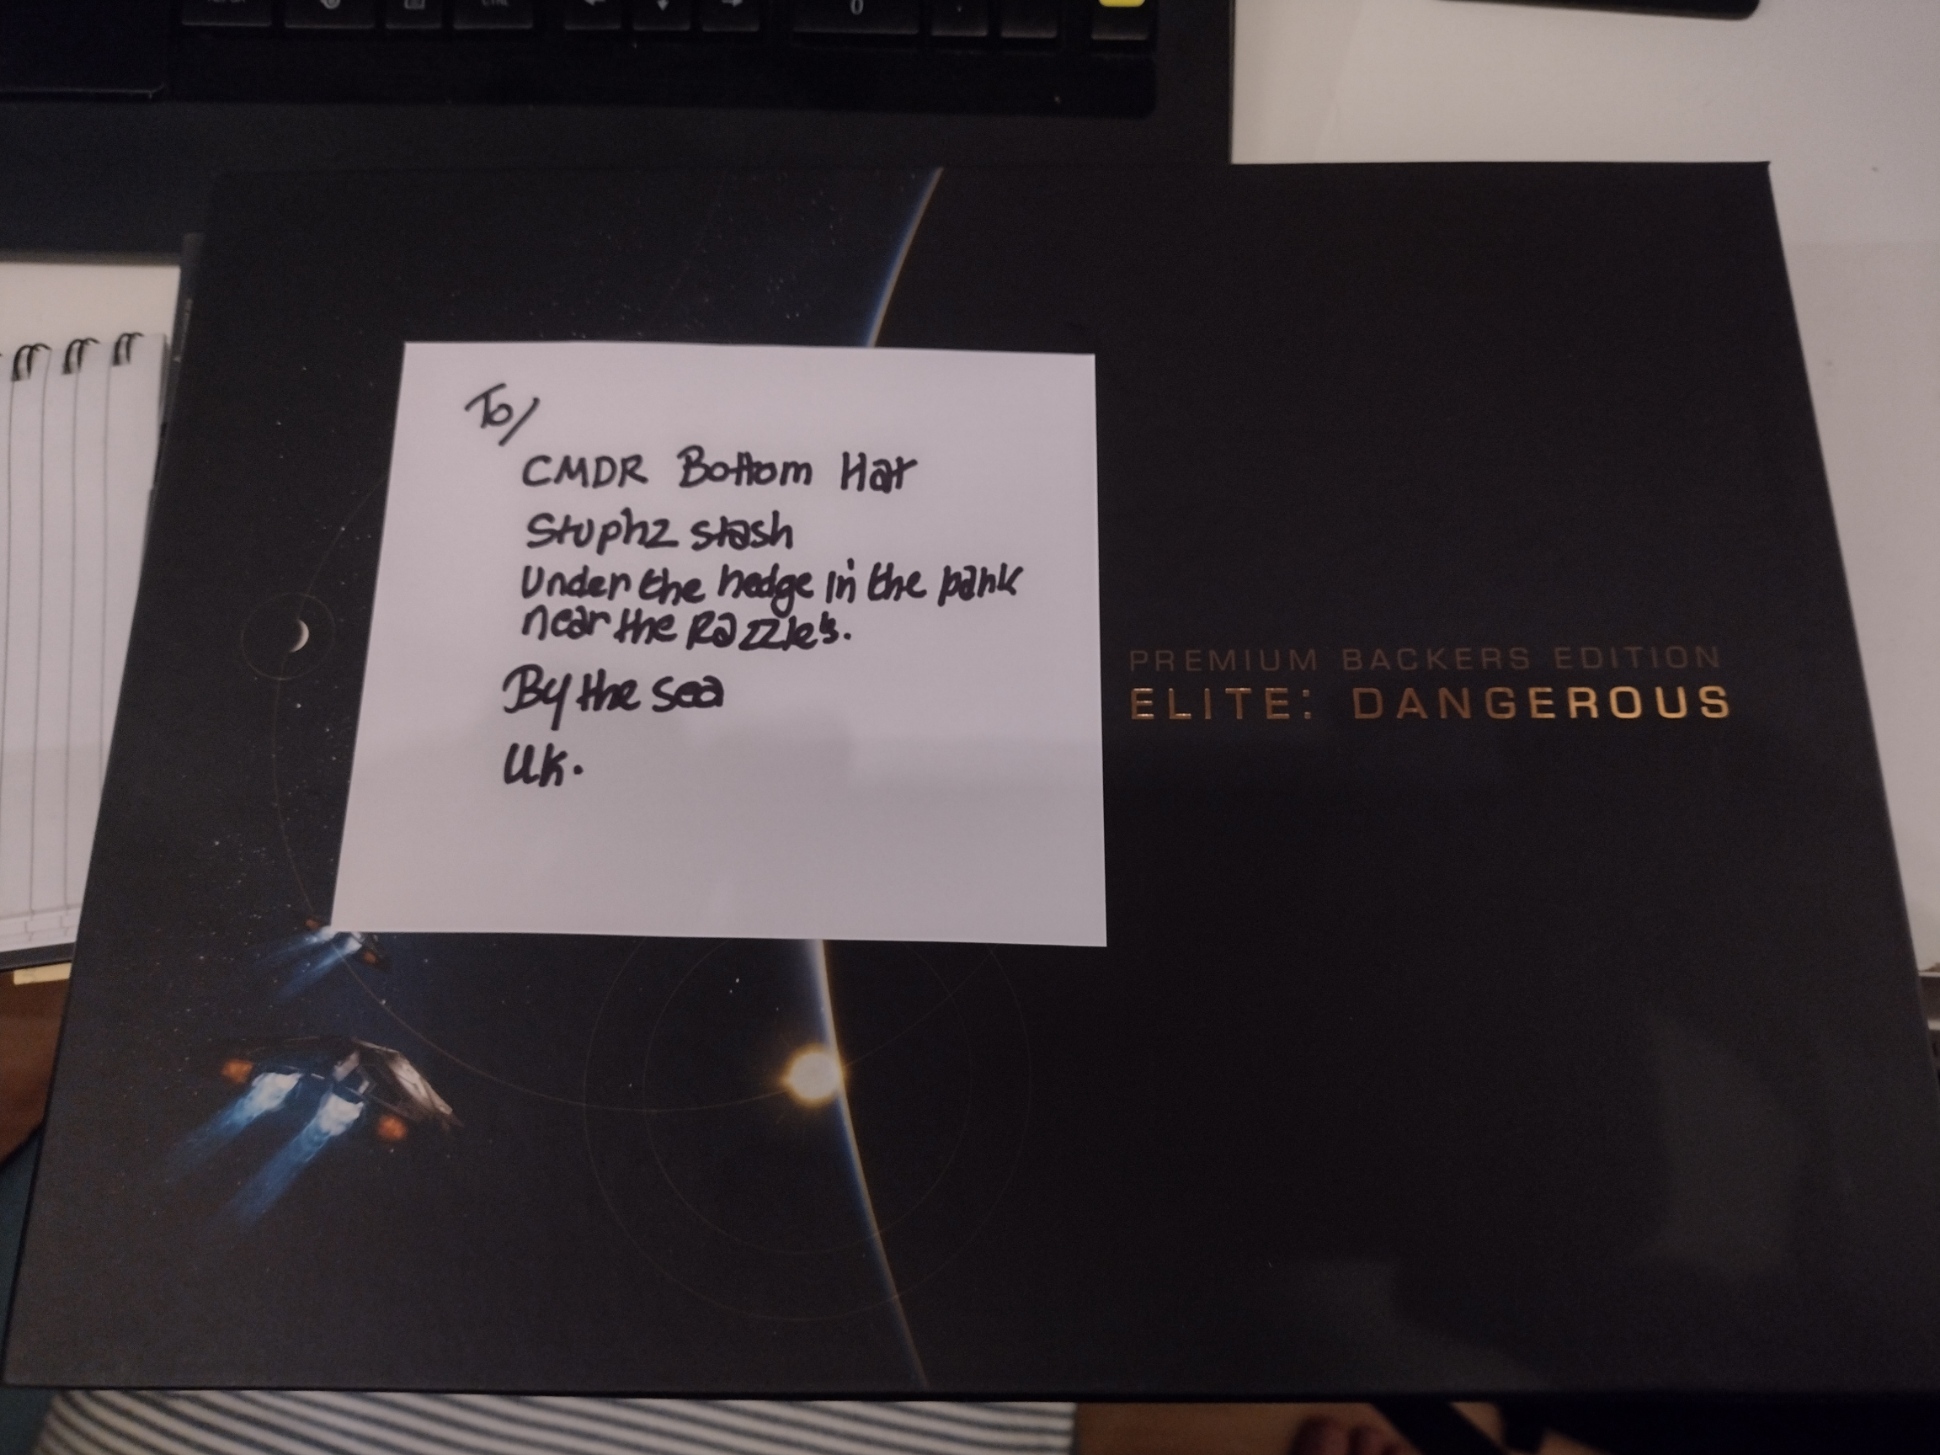 To/
CMDR Bottom Hat
Stuphz stash
Under the hedge in the park
near the Razzle's.
By the sea
UK.
PREMIUM BACKERS EDITION
ELITE: DANGEROUS
0